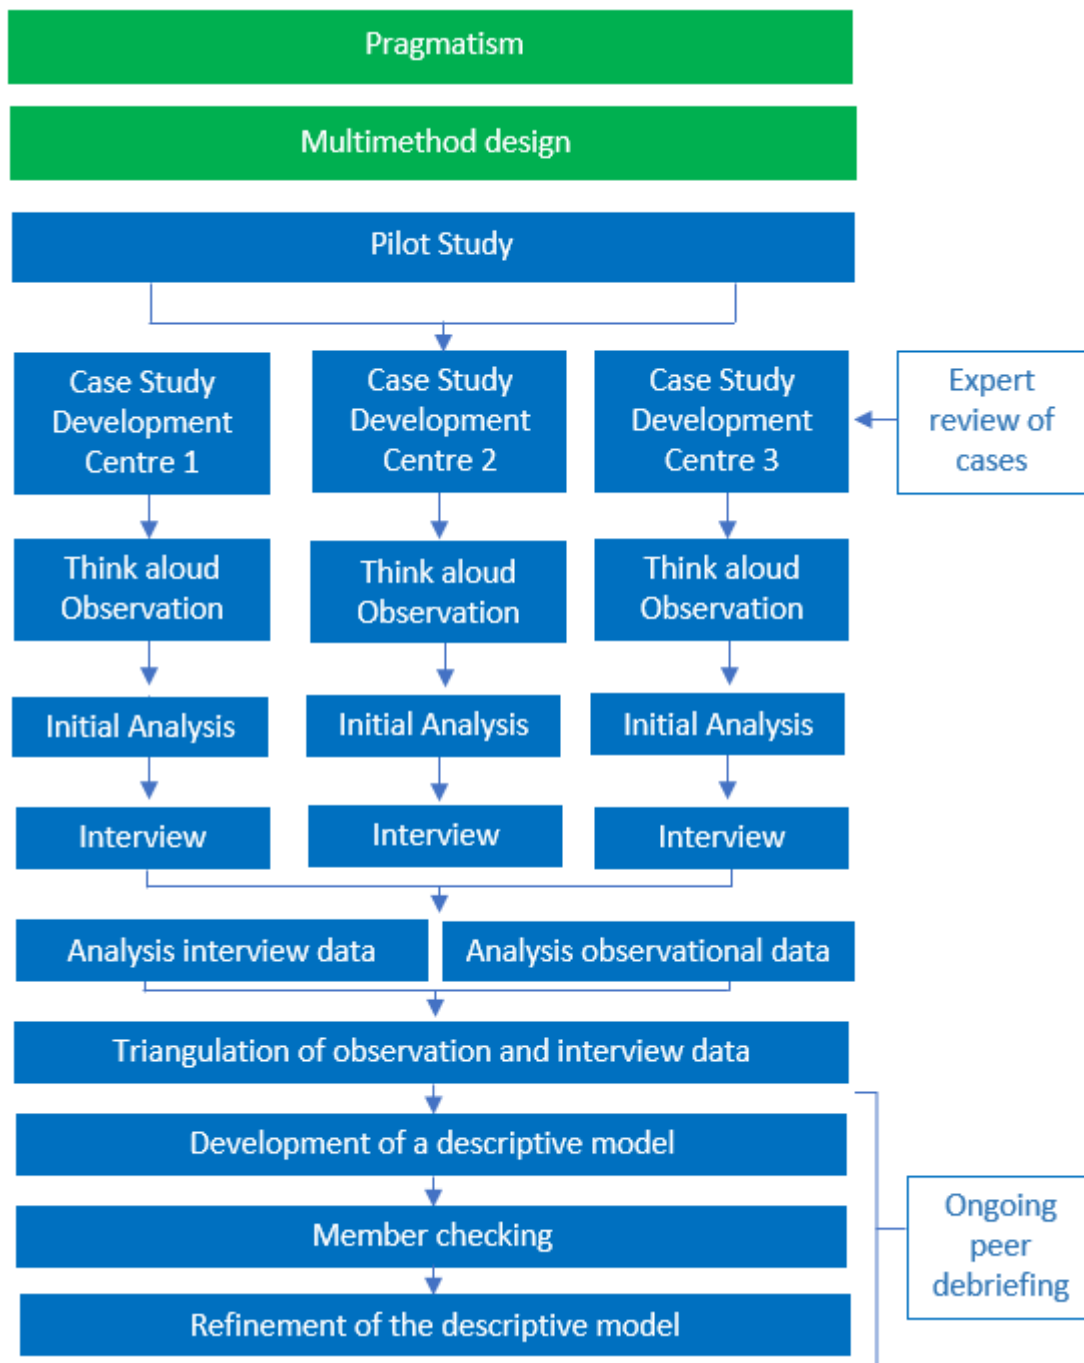 Pragmatism
Multimethod design
Pilot Study
Case Study
Development
Centre 1
Case Study
Development
Centre 2
Case Study
Development
Centre 3
Expert
review of
cases
Think aloud
Observation
Think aloud
Observation
Think aloud
Observation
Initial Analysis
Initial Analysis
Initial Analysis
Interview
Interview
Interview
Analysis interview data
Analysis observational data
Triangulation of observation and interview data
Development of a descriptive model
Member checking
Refinement of the descriptive model
Ongoing
peer
debriefing